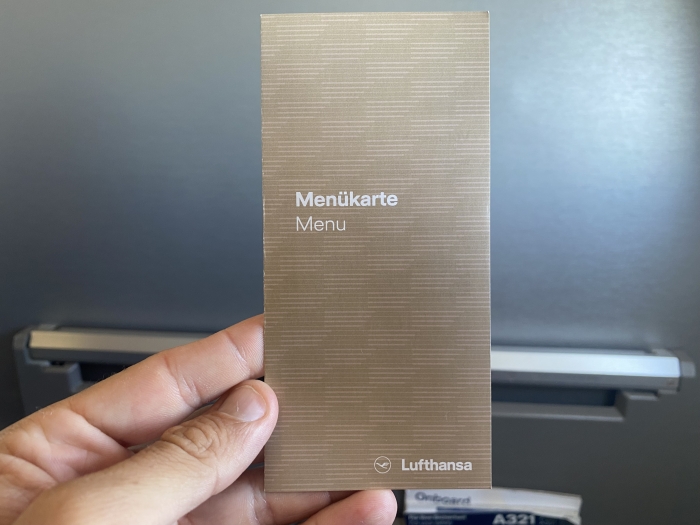 Menükarte
Menu
Lufthansa
Onboard
A321